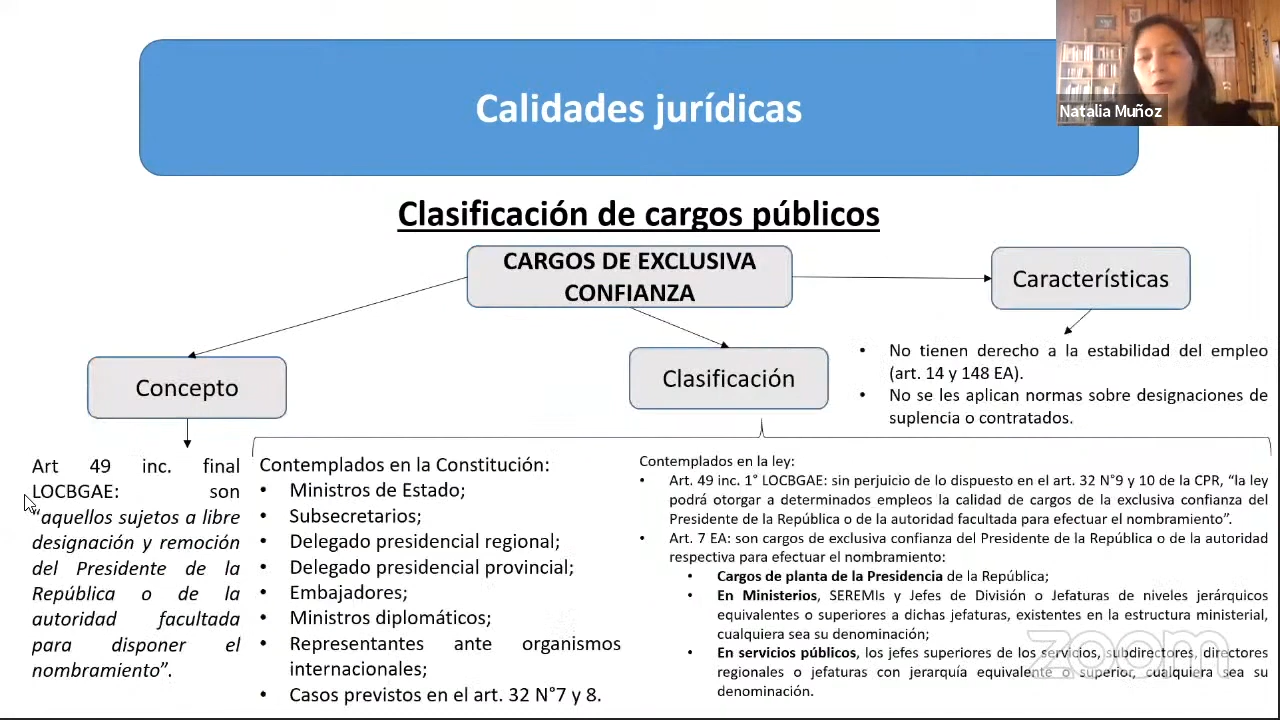 Calidades jurídicas
Natalia Muñoz
Clasificación de cargos públicos
CARGOS DE EXCLUSIVA
CONFIANZA
Características
No tienen derecho a la estabilidad del empleo
(art. 14 y 148 EA).
No se les aplican normas sobre designaciones de
suplencia o contratados.
Concepto
Clasificación
Art 49 inc. final
LOCBGAE: son
“aquellos sujetos a libre
designación y remoción
del Presidente de la
República o de la
autoridad facultada
para disponer el
nombramiento”.
Contemplados en la Constitución:
• Ministros de Estado;
• Subsecretarios;
• Delegado presidencial regional;
• Delegado presidencial provincial;
• Embajadores;
• Ministros diplomáticos;
• Representantes ante organismos
internacionales;
• Casos previstos en el art. 32 N°7 y 8.
Contemplados en la ley:
• Art. 49 inc. 1° LOCBGAE: sin perjuicio de lo dispuesto en el art. 32 N°9 y 10 de la CPR, “la ley
podrá otorgar a determinados empleos la calidad de cargos de la exclusiva confianza del
Presidente de la República o de la autoridad facultada para efectuar el nombramiento”.
• Art. 7 EA: son cargos de exclusiva confianza del Presidente de la República o de la autoridad
respectiva para efectuar el nombramiento:
• Cargos de planta de la Presidencia de la República;
• En Ministerios, SEREMIs y Jefes de División o Jefaturas de niveles jerárquicos
equivalentes o superiores a dichas jefaturas, existentes en la estructura ministerial,
cualquiera sea su denominación;
• En servicios públicos, los jefes superiores de los servicios, subdirectores, directores
regionales o jefaturas con jerarquía equivalente o superior, cualquiera sea su
denominación.
zoom